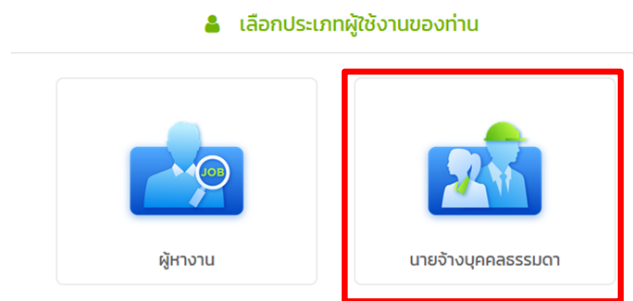 เลือกประเภทผู้ใช้งานของท่าน
JOB
ผู้หางาน
นายจ้างบุคคลธรรมดา